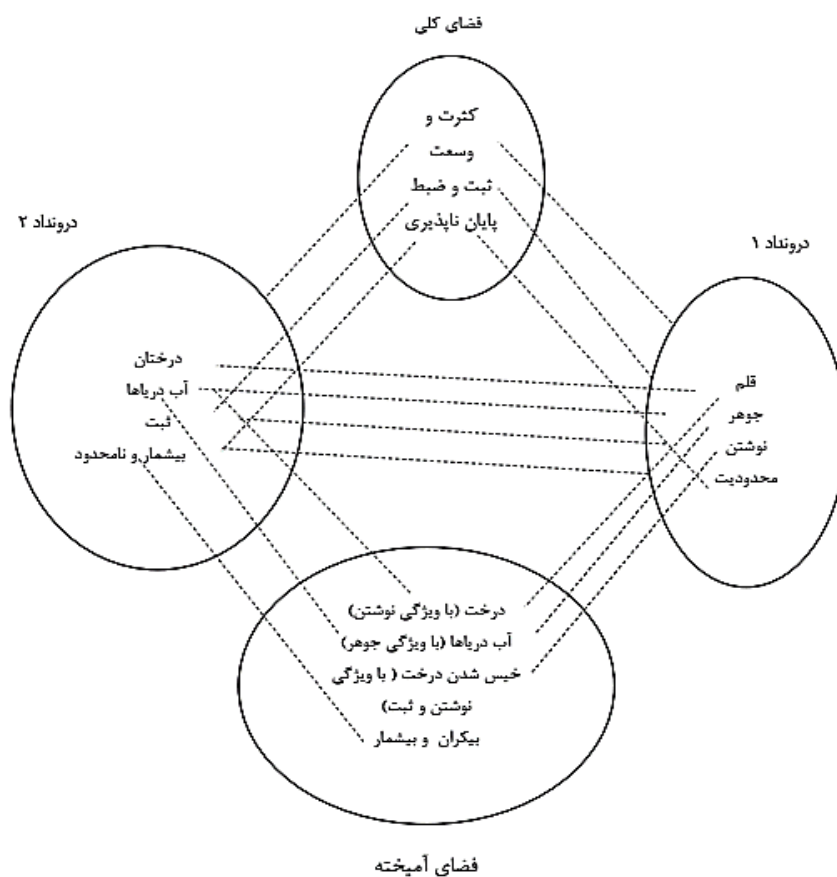 فضای کلی
کثرت و
وسعت
ثبت و ضبط
پایان ناپذیری
درونداد ۱
قلم
جوهر
نوشتن
محدودیت
درونداد ۲
درختان
آب دریاها
ثبت
بیشمار و نامحدود
درخت (با ویژگی نوشتن)
آب دریاها (با ویژگی جوهر)
خیس شدن درخت ( با ویژگی
نوشتن و ثبت)
بیکران و بیشمار
فضای آمیخته